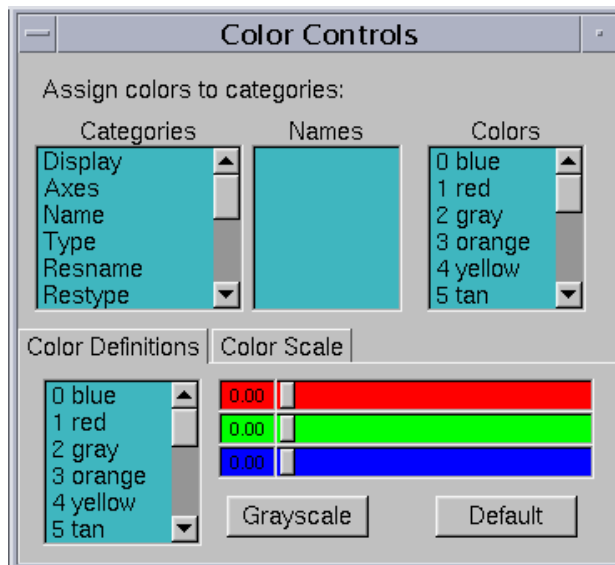 Color Controls
Assign colors to categories:
Categories
Names
Colors
Display
Axes
Name
Type
Resname
Restype
0 blue
1 red
2 gray
3 orange
4 yellow
5 tan
Color Definitions
Color Scale
0 blue
1 red
2 gray
3 orange
4 yellow
5 tan
0.00
0.00
0.00
Grayscale
Default